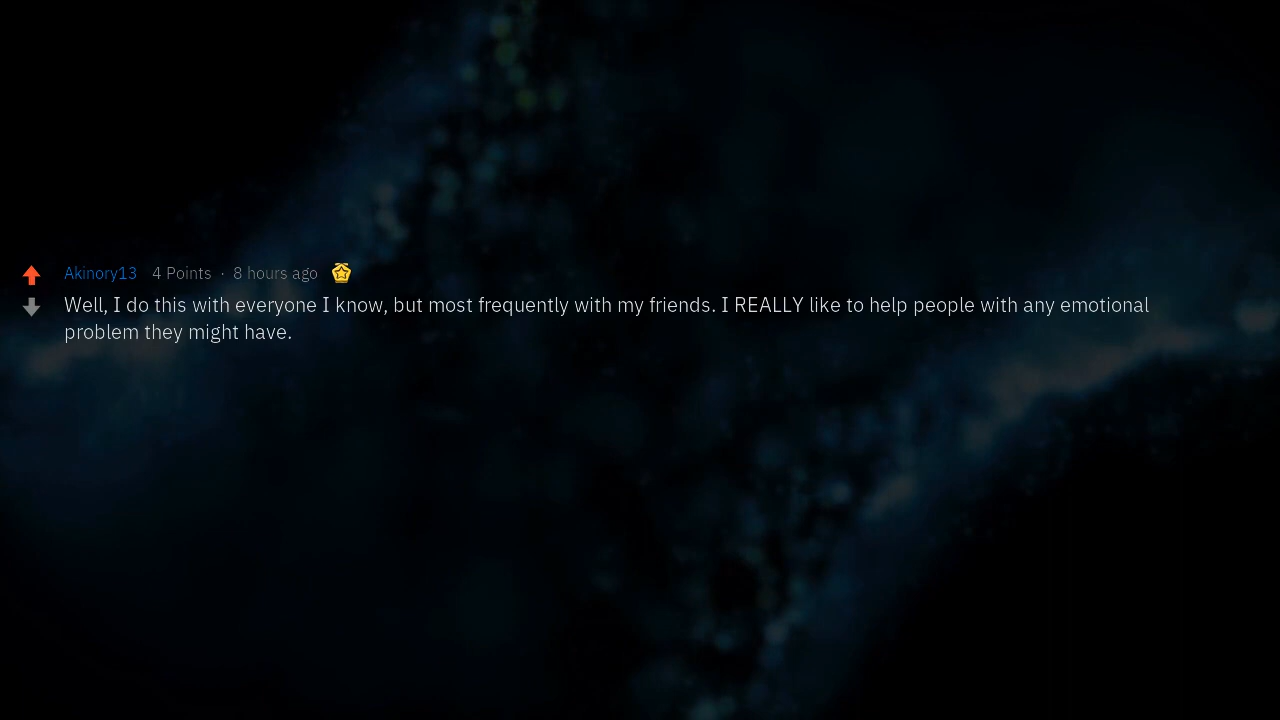 Akinory13 4 Points · 8 hours ago
Well, I do this with everyone I know, but most frequently with my friends. I REALLY like to help people with any emotional
problem they might have.